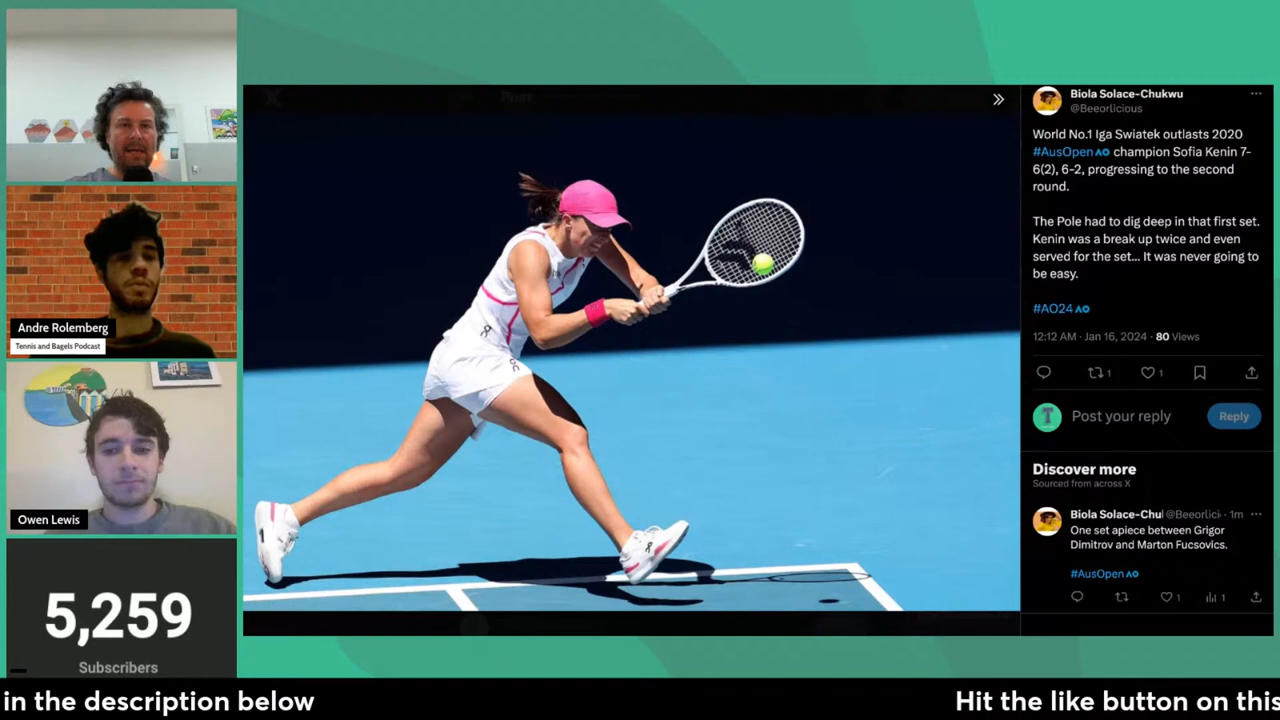 Andre Rolemberg
Tennis and Bagels Podcast
Owen Lewis
5,259
Subscribers
Post
Biola Solace-Chukwu
@Beeorlicious
World No.1 Iga Swiatek outlasts 2020
#AusOpen AO champion Sofia Kenin 7-
6(2), 6-2, progressing to the second
round.
The Pole had to dig deep in that first set.
Kenin was a break up twice and even
served for the set... It was never going to
be easy.
#AO24 AO
12:12 AM · Jan 16, 2024 · 80 Views
1
1
Post your reply
Reply
Discover more
Sourced from across X
Biola Solace-Chul @Beeorlici · 1m
One set apiece between Grigor
Dimitrov and Marton Fucsovics.
#AusOpen AO
1
1
in the description below
Hit the like button on this